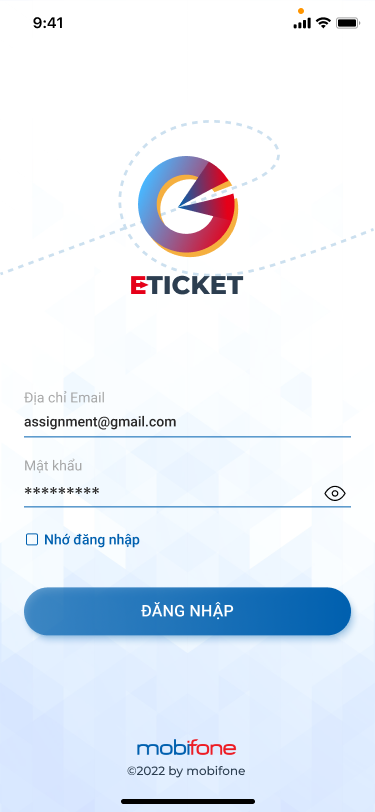 9:41
ETICKET
Địa chỉ Email
assignment@gmail.com
Mật khẩu
*********
Nhớ đăng nhập
ĐĂNG NHẬP
mobifone
©2022 by mobifone